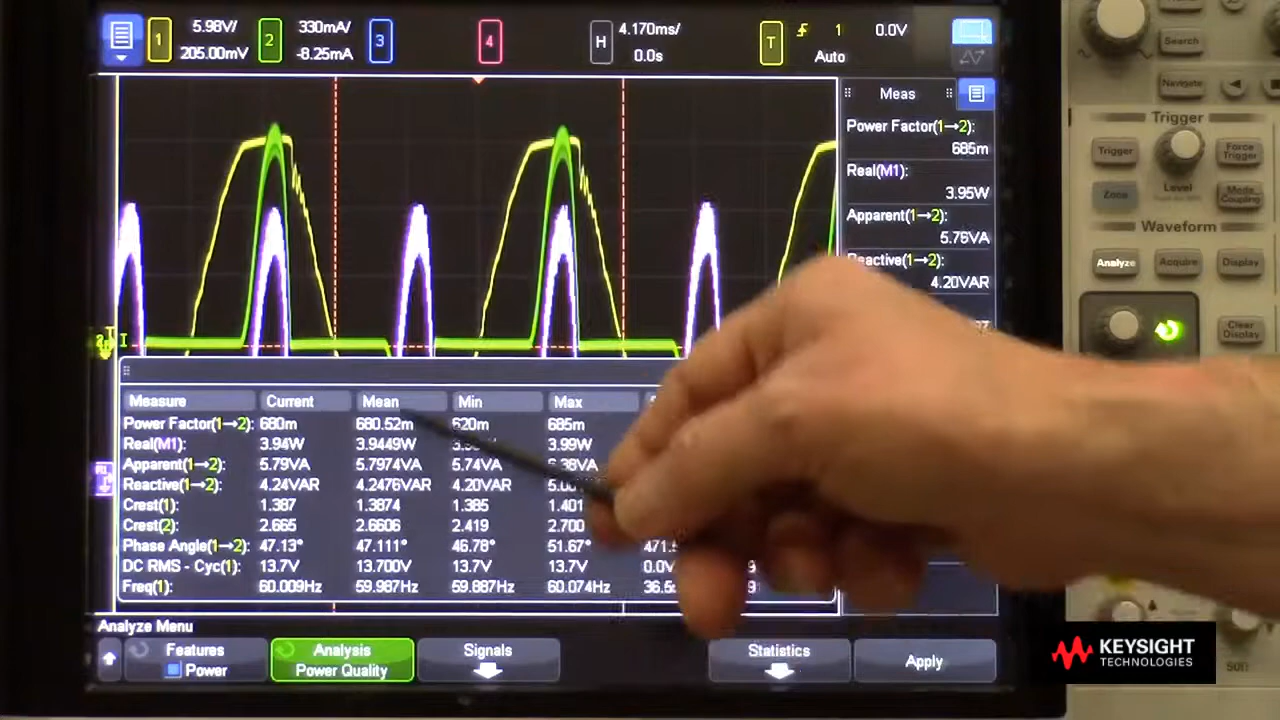 1 5.98V/ 2 330mA/ 3 4 H 4.170ms/ T 1 0.0V
205.00mV -8.25mA 0.0s Auto
Search
Navigate
Meas
Power Factor(1→2):
685m
Real(M1):
3.95W
Apparent(1→2):
5.76VA
Reactive(1→2):
4.20VAR
Trigger
Trigger Force Trigger
Level
Zone Mode Coupling
Waveform
Analyze Acquire Display
Clear Display
Measure Current Mean Min Max
Power Factor(1→2): 680m 680.52m 620m 685m
Real(M1): 3.94W 3.9449W 3.99W
Apparent(1→2): 5.79VA 5.7974VA 5.74VA
Reactive(1→2): 4.24VAR 4.2476VAR 4.20VAR
Crest(1): 1.387 1.3874 1.385 1.401
Crest(2): 2.665 2.6606 2.419 2.700
Phase Angle(1→2): 47.13° 47.111° 46.78° 51.67°
DC RMS - Cyc(1): 13.7V 13.700V 13.7V 13.7V
Freq(1): 60.009Hz 59.987Hz 59.887Hz 60.074Hz
Analyze Menu
Features Analysis Signals Statistics Apply
Power Power Quality
KEYSIGHT
TECHNOLOGIES